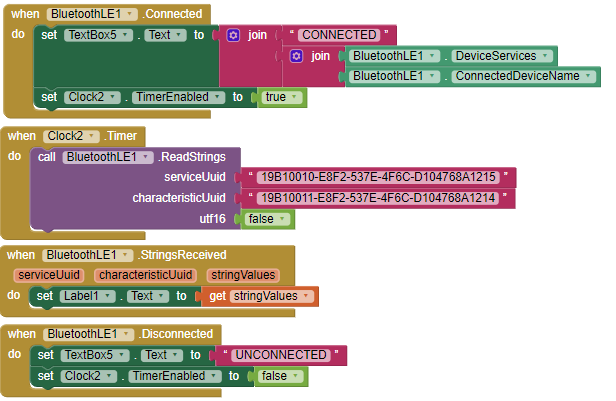 when BluetoothLE1 .Connected
do set TextBox5 . Text to join " CONNECTED "
join BluetoothLE1 . DeviceServices
BluetoothLE1 . ConnectedDeviceName
set Clock2 . TimerEnabled to true
when Clock2 .Timer
do call BluetoothLE1 .ReadStrings
serviceUuid " 19B10010-E8F2-537E-4F6C-D104768A1215 "
characteristicUuid " 19B10011-E8F2-537E-4F6C-D104768A1214 "
utf16 false
when BluetoothLE1 .StringsReceived
serviceUuid characteristicUuid stringValues
do set Label1 . Text to get stringValues
when BluetoothLE1 .Disconnected
do set TextBox5 . Text to " UNCONNECTED "
set Clock2 . TimerEnabled to false